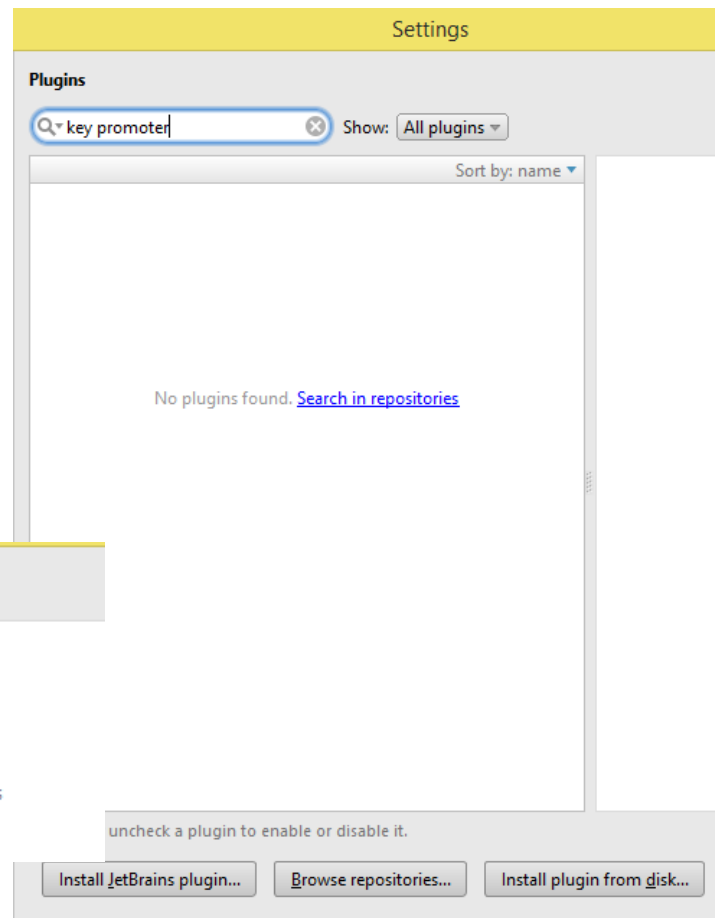 Settings
Plugins
key promoter
Show: All plugins
Sort by: name
No plugins found. Search in repositories
s
uncheck a plugin to enable or disable it.
Install JetBrains plugin... Browse repositories... Install plugin from disk...